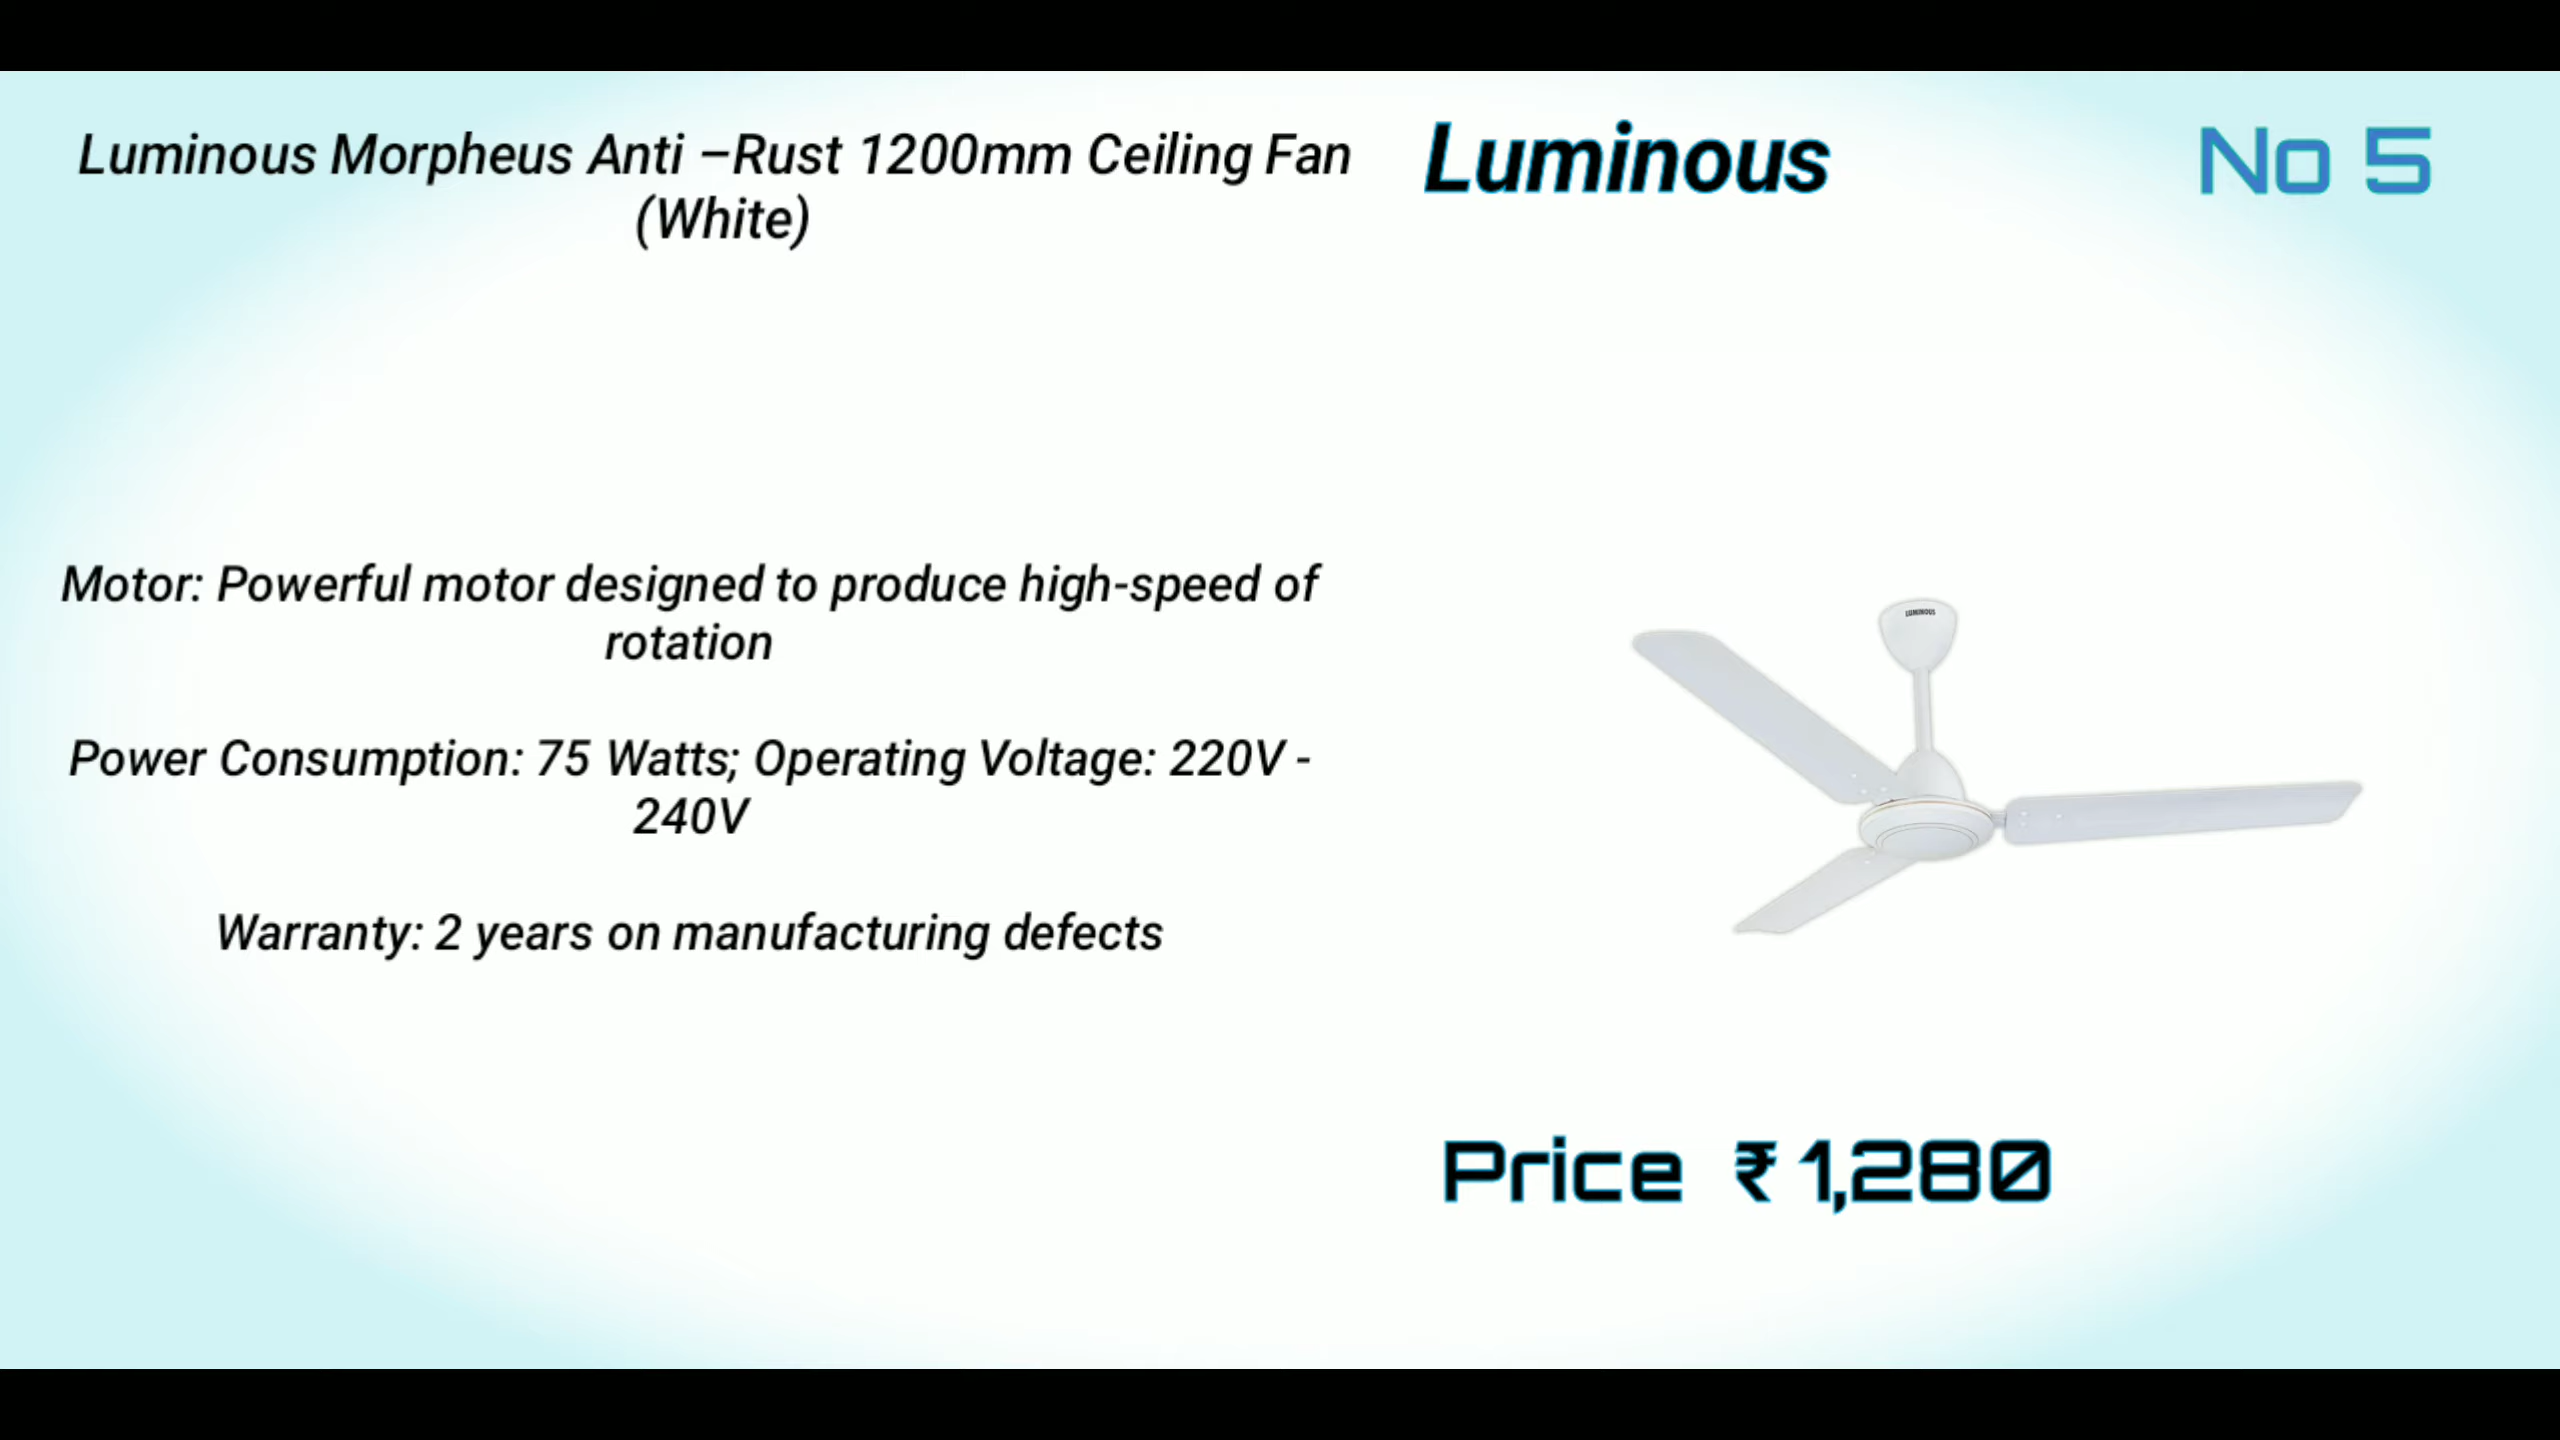 Luminous Morpheus Anti –Rust 1200mm Ceiling Fan
(White)
Luminous
No 5
Motor: Powerful motor designed to produce high-speed of
rotation
Power Consumption: 75 Watts; Operating Voltage: 220V -
240V
Warranty: 2 years on manufacturing defects
LUMINOUS
Price ₹ 1,280